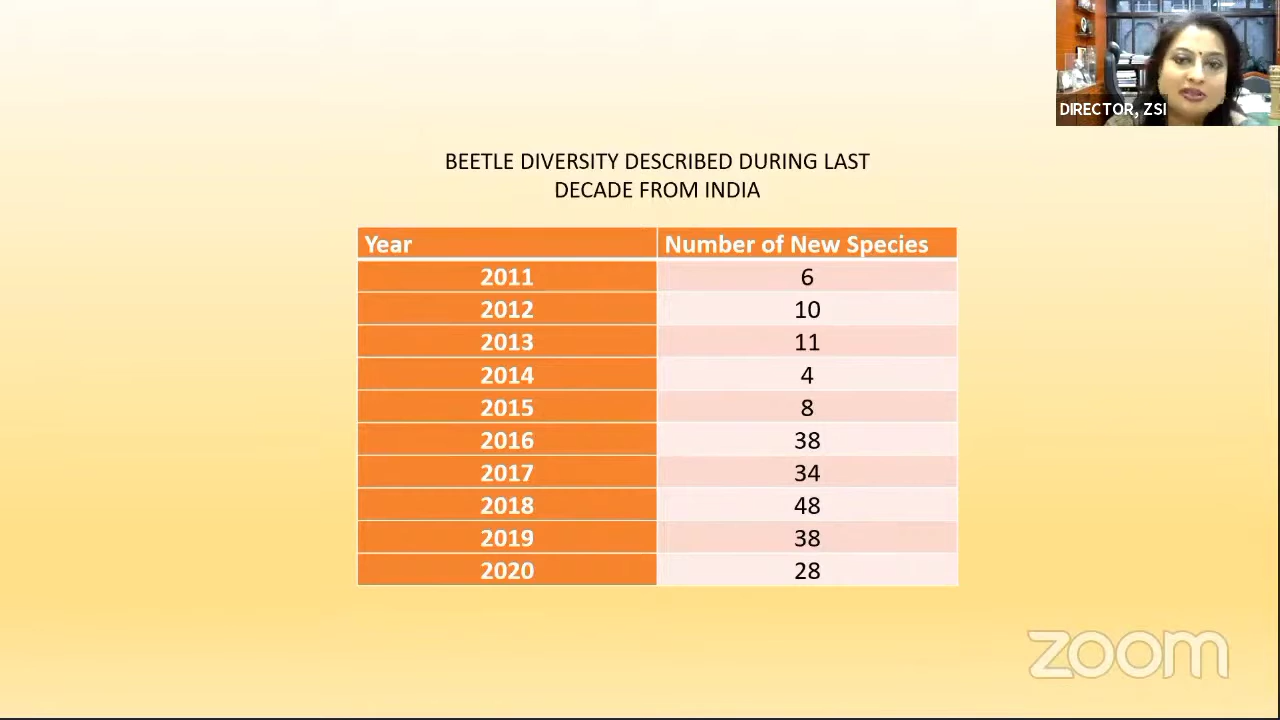 DIRECTOR, ZSI
BEETLE DIVERSITY DESCRIBED DURING LAST
DECADE FROM INDIA
Year Number of New Species
2011 6
2012 10
2013 11
2014 4
2015 8
2016 38
2017 34
2018 48
2019 38
2020 28
zoom